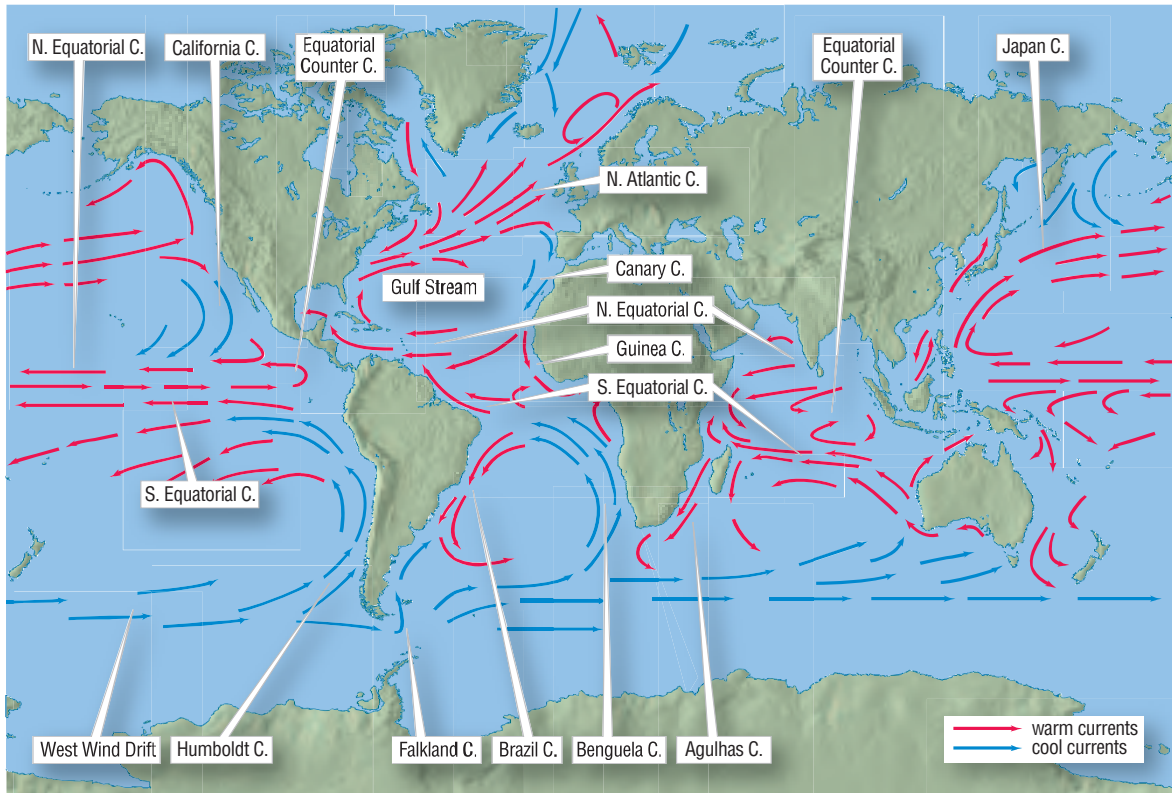 N. Equatorial C.
California C.
Equatorial
Counter C.
Equatorial
Counter C.
Japan C.
N. Atlantic C.
Canary C.
Gulf Stream
N. Equatorial C.
Guinea C.
S. Equatorial C.
S. Equatorial C.
West Wind Drift
Humboldt C.
Falkland C.
Brazil C.
Benguela C.
Agulhas C.
warm currents
cool currents